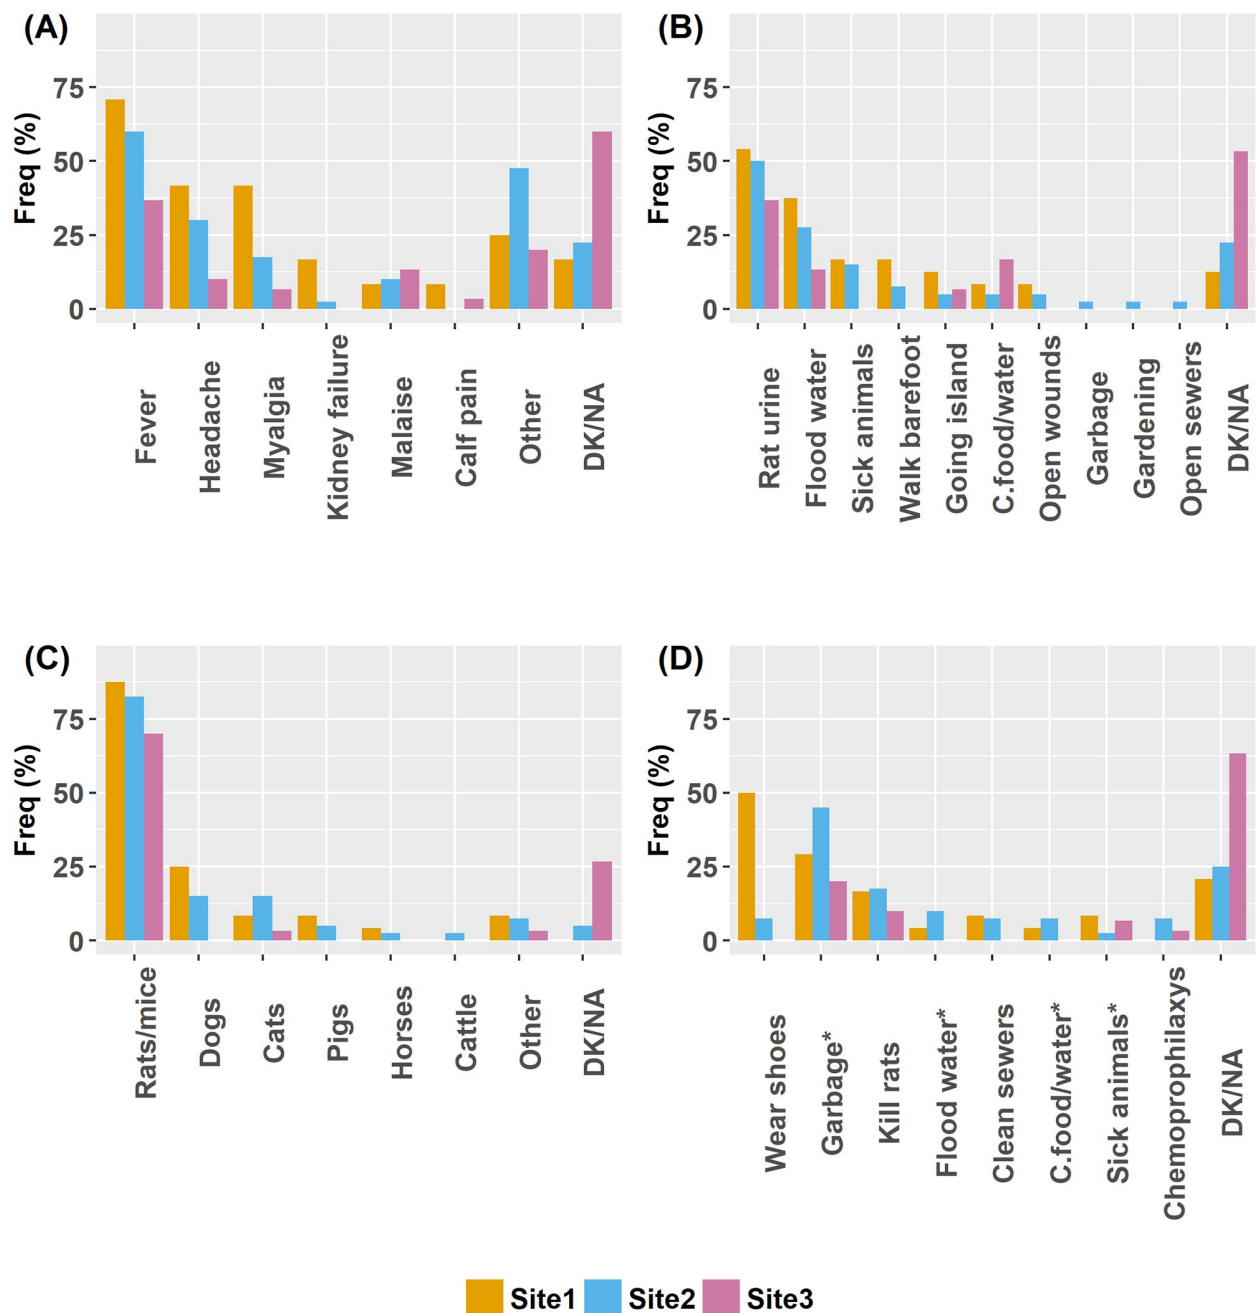 (A)
Freq (%)
75
50
25
0
Fever
Headache
Myalgia
Kidney failure
Malaise
Calf pain
Other
DK/NA
(B)
Freq (%)
75
50
25
0
Rat urine
Flood water
Sick animals
Walk barefoot
Going island
C.food/water
Open wounds
Garbage
Gardening
Open sewers
DK/NA
(C)
Freq (%)
75
50
25
0
Rats/mice
Dogs
Cats
Pigs
Horses
Cattle
Other
DK/NA
(D)
Freq (%)
75
50
25
0
Wear shoes
Garbage*
Kill rats
Flood water*
Clean sewers
C.food/water*
Sick animals*
Chemoprophilaxys
DK/NA
Site1 Site2 Site3